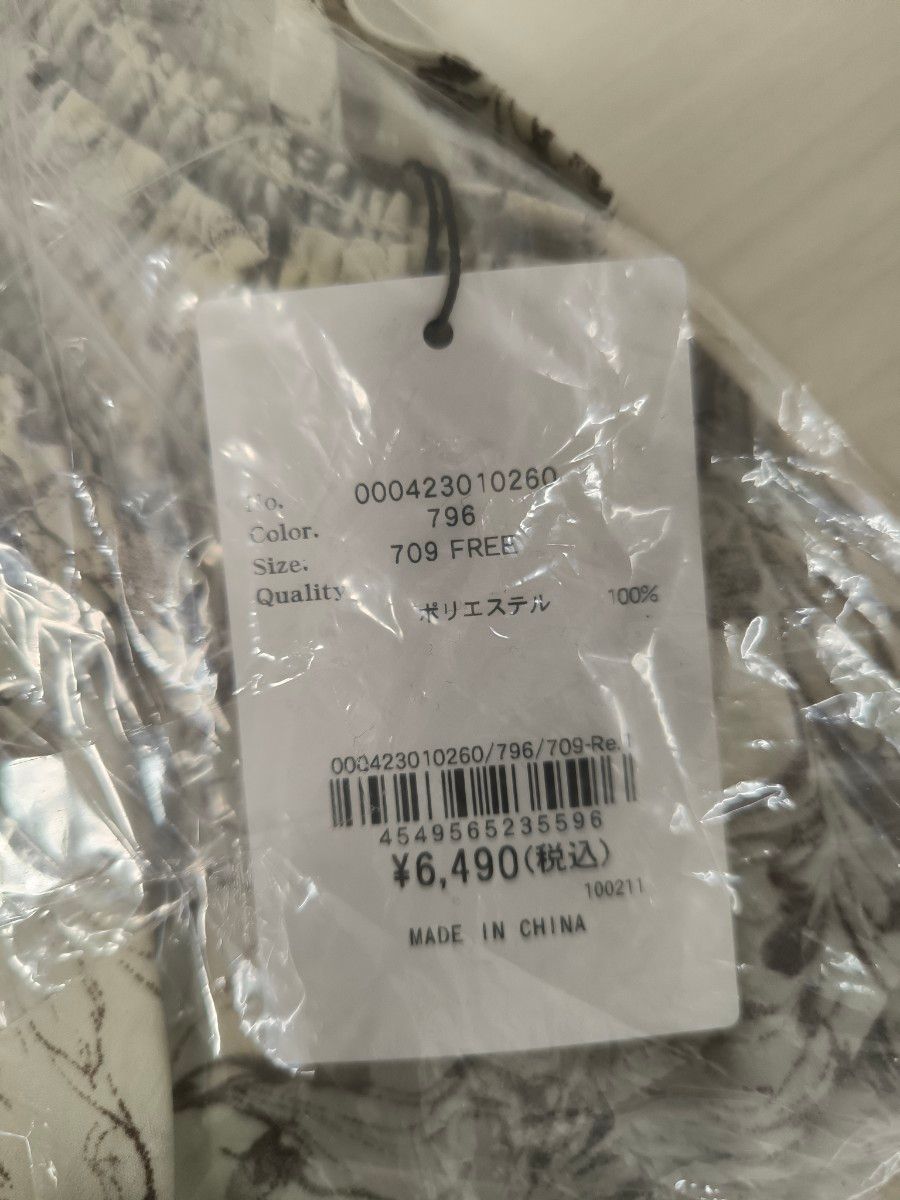 No. 000423010260
Color. 796
Size. 709 FREE
Quality
ポリエステル 100%
000423010260/796/709-Re.1
4549565235596
¥6,490(税込)
100211
MADE IN CHINA